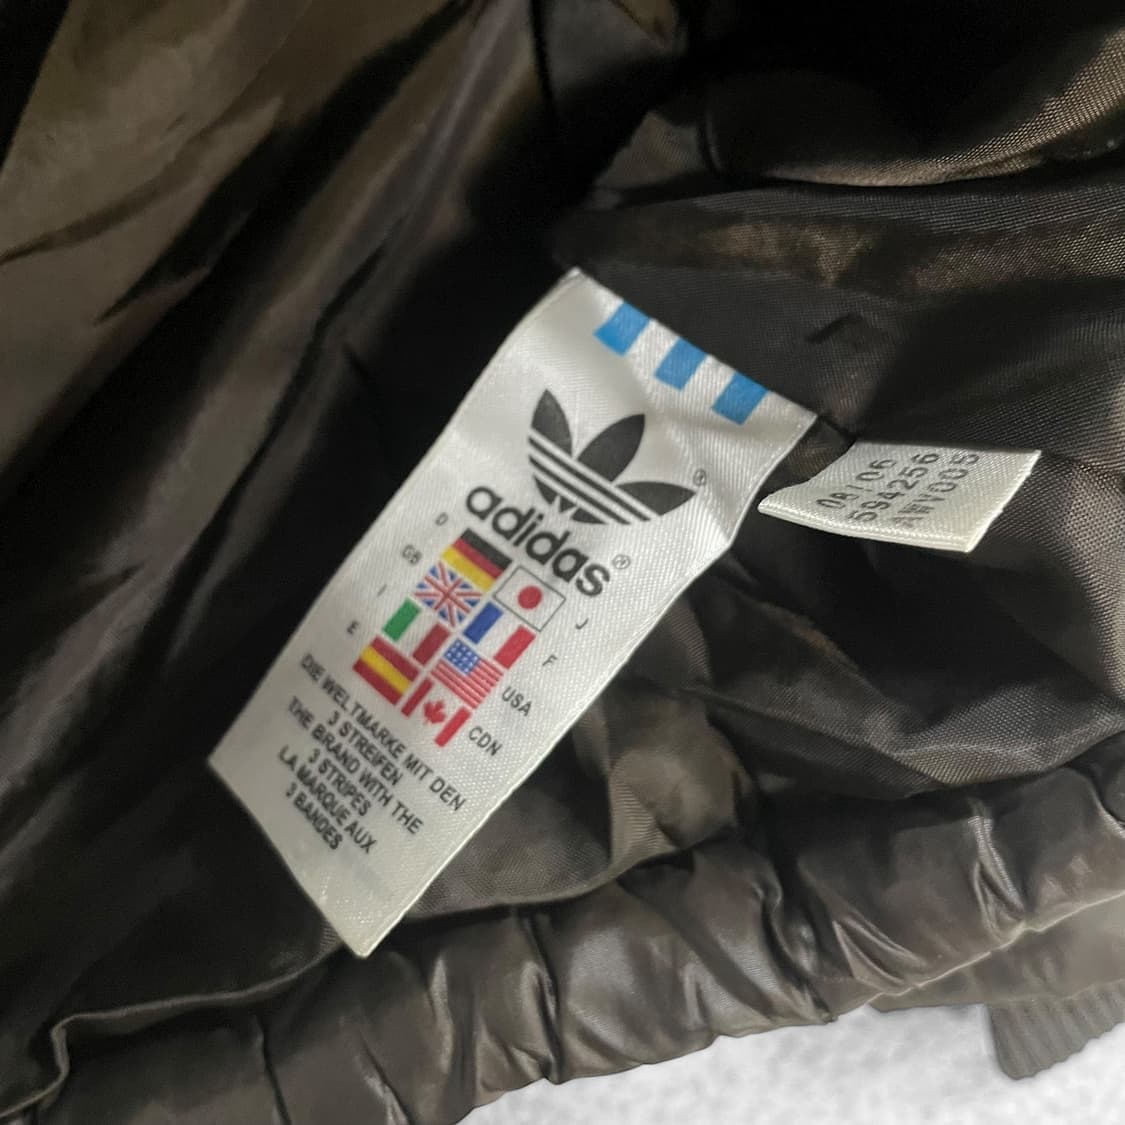 adidas®
®
D
GB
I
E
J
F
USA
CDN
DIE WELTMARKE MIT DEN
3 STREIFEN
THE BRAND WITH THE
3 STRIPES
LA MARQUE AUX
3 BANDES
08/06
594256
AWV005